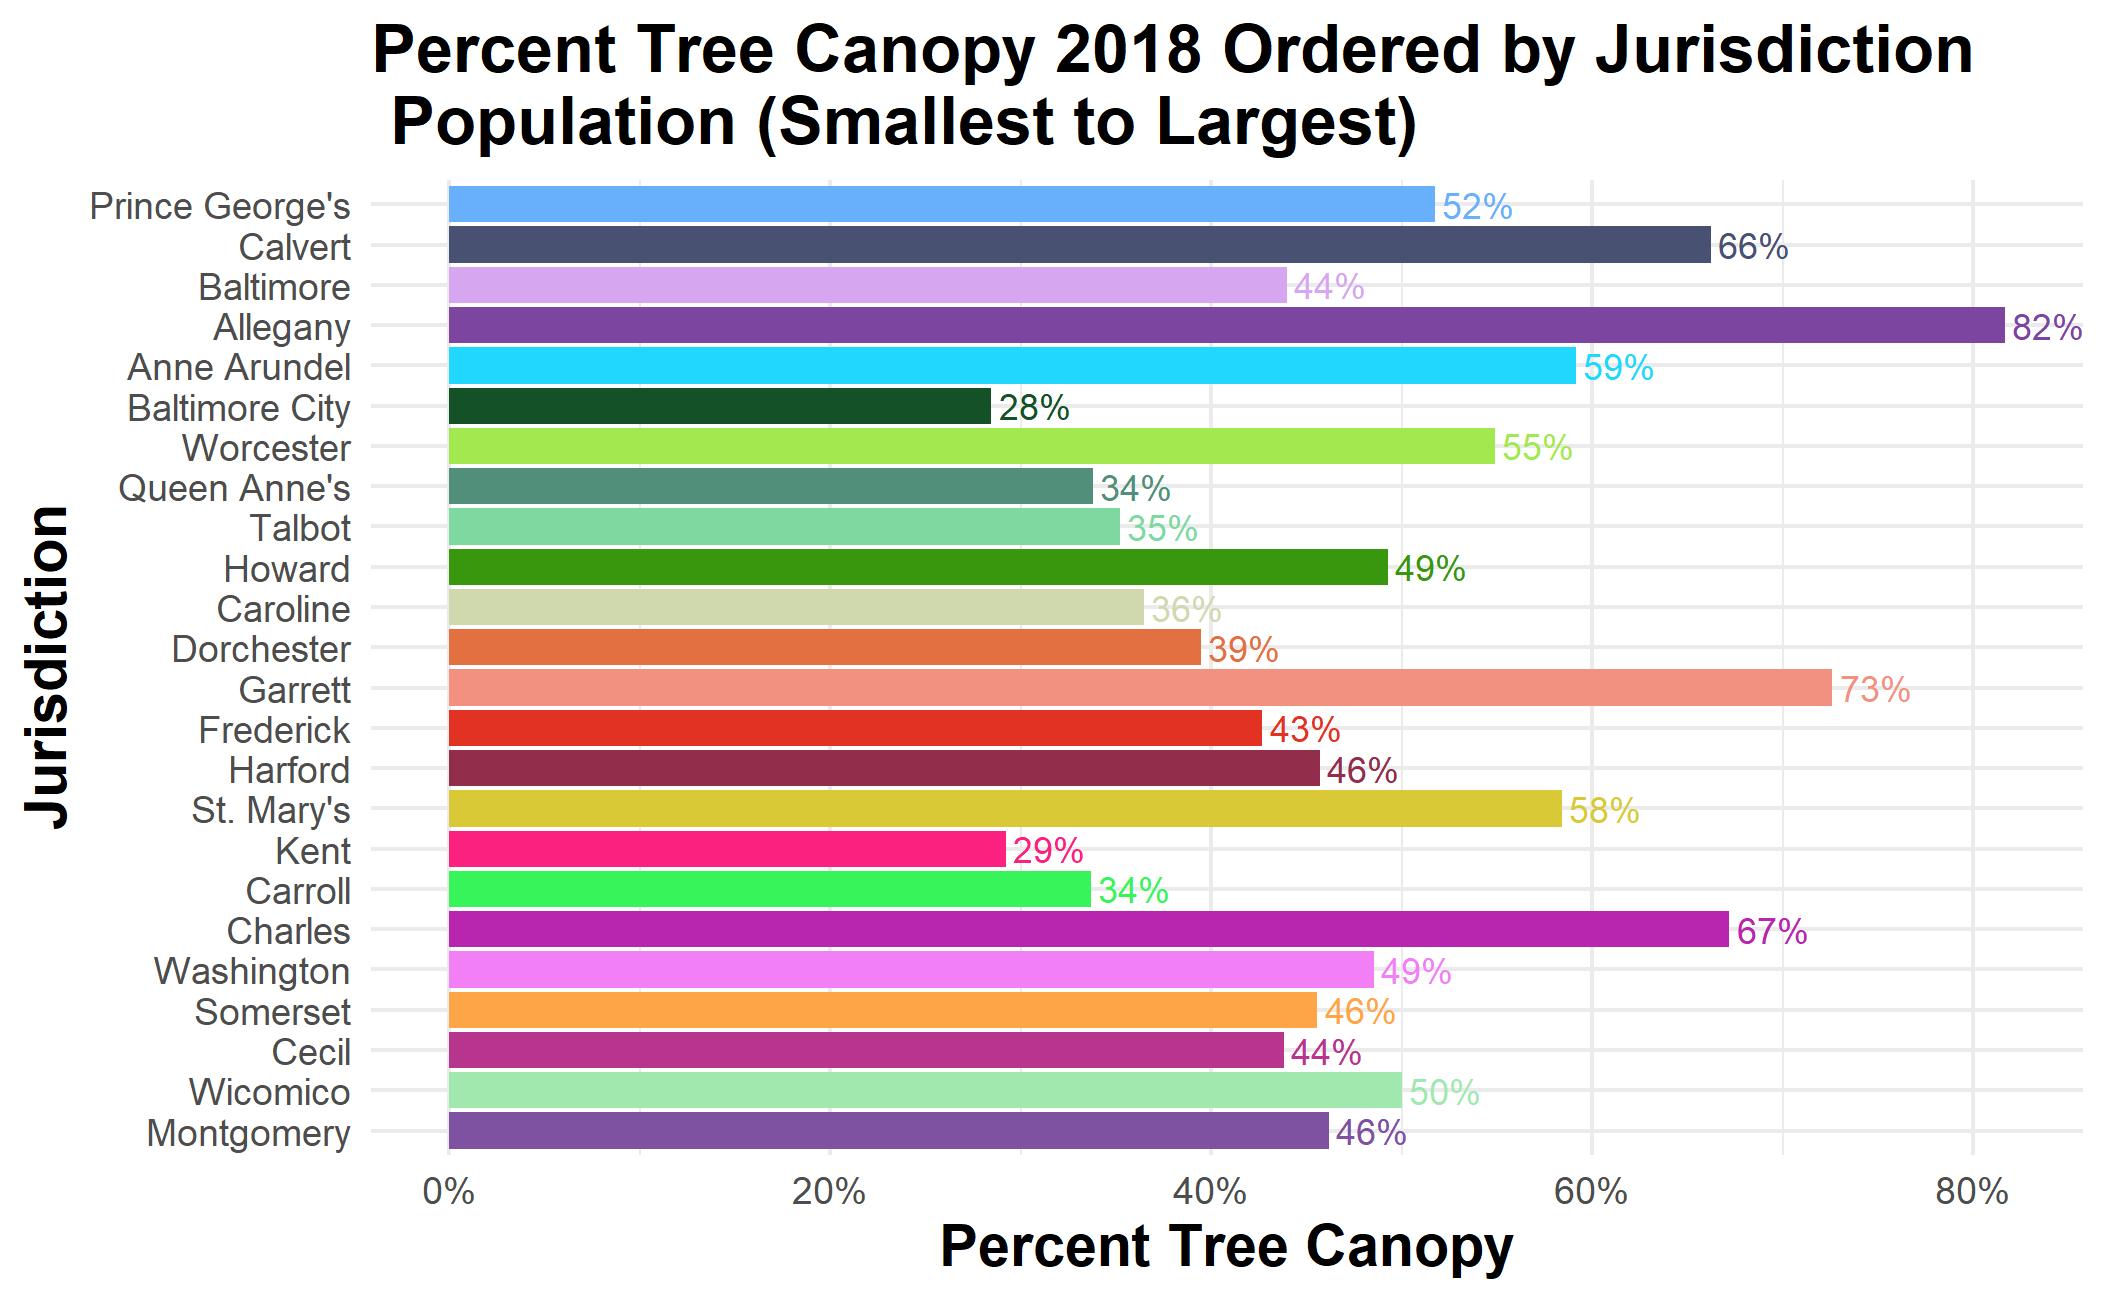 Percent Tree Canopy 2018 Ordered by Jurisdiction
Population (Smallest to Largest)
Jurisdiction
Prince George's 52%
Calvert 66%
Baltimore 44%
Allegany 82%
Anne Arundel 59%
Baltimore City 28%
Worcester 55%
Queen Anne's 34%
Talbot 35%
Howard 49%
Caroline 36%
Dorchester 39%
Garrett 73%
Frederick 43%
Harford 46%
St. Mary's 58%
Kent 29%
Carroll 34%
Charles 67%
Washington 49%
Somerset 46%
Cecil 44%
Wicomico 50%
Montgomery 46%
0% 20% 40% 60% 80%
Percent Tree Canopy